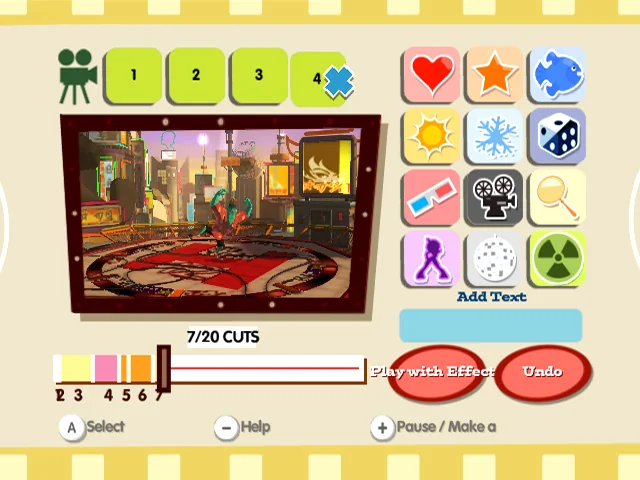 1
2
3
4
Add Text
7/20 CUTS
Play with Effect
Undo
1 2 3 4 5 6 7
A Select
− Help
+ Pause / Make a